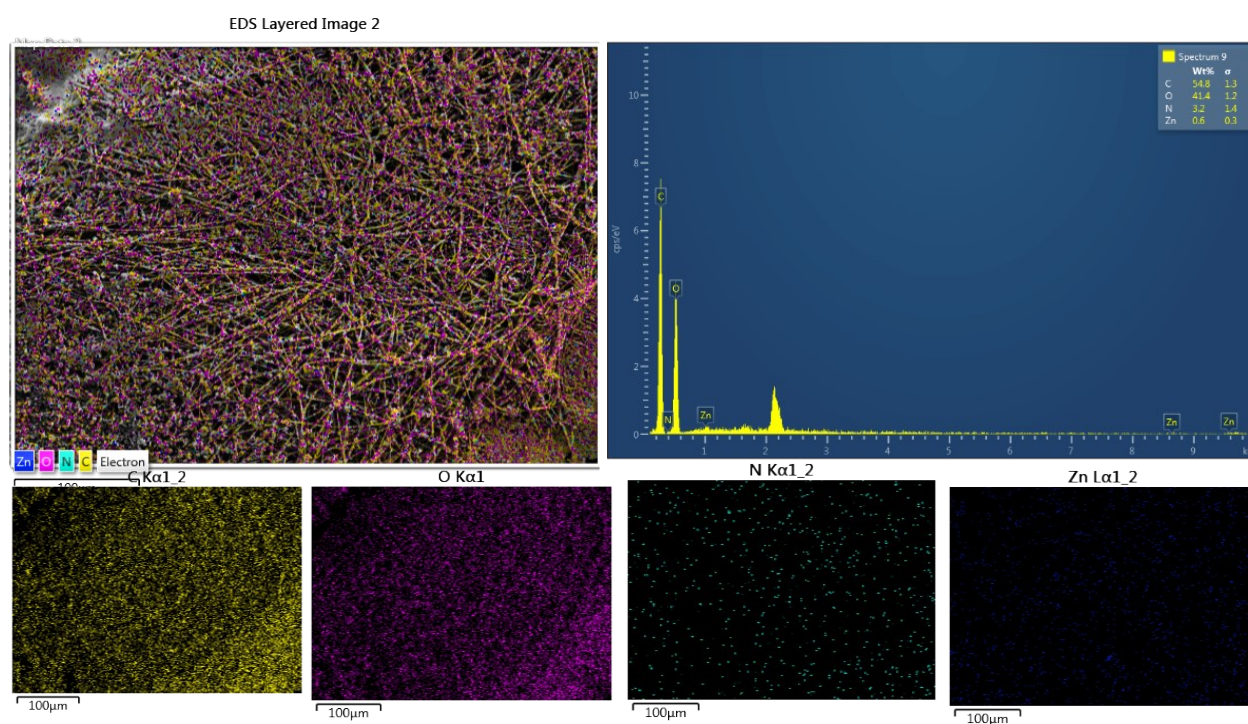 EDS Layered Image 2
Spectrum 9
Wt% σ
C 54.8 1.3
O 41.4 1.2
N 3.2 1.4
Zn 0.6 0.3
10
8
6
4
2
0
cps/eV
C
O
N
Zn
Zn
Zn
1 2 3 4 5 6 7 8 9 k
Zn O N C Electron
100µm
C Kα1_2
O Kα1
N Kα1_2
Zn Lα1_2
100µm
100µm
100µm
100µm